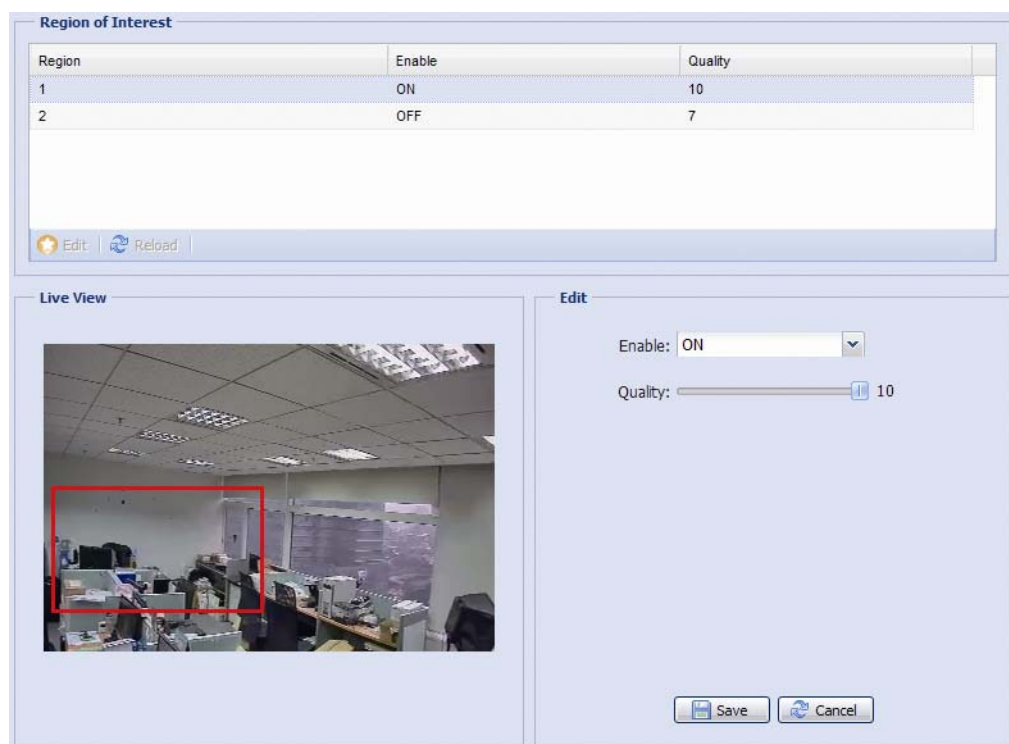 Region of Interest
Region Enable Quality
1 ON 10
2 OFF 7
Edit Reload
Live View
Edit
Enable: ON
Quality: 10
Save Cancel